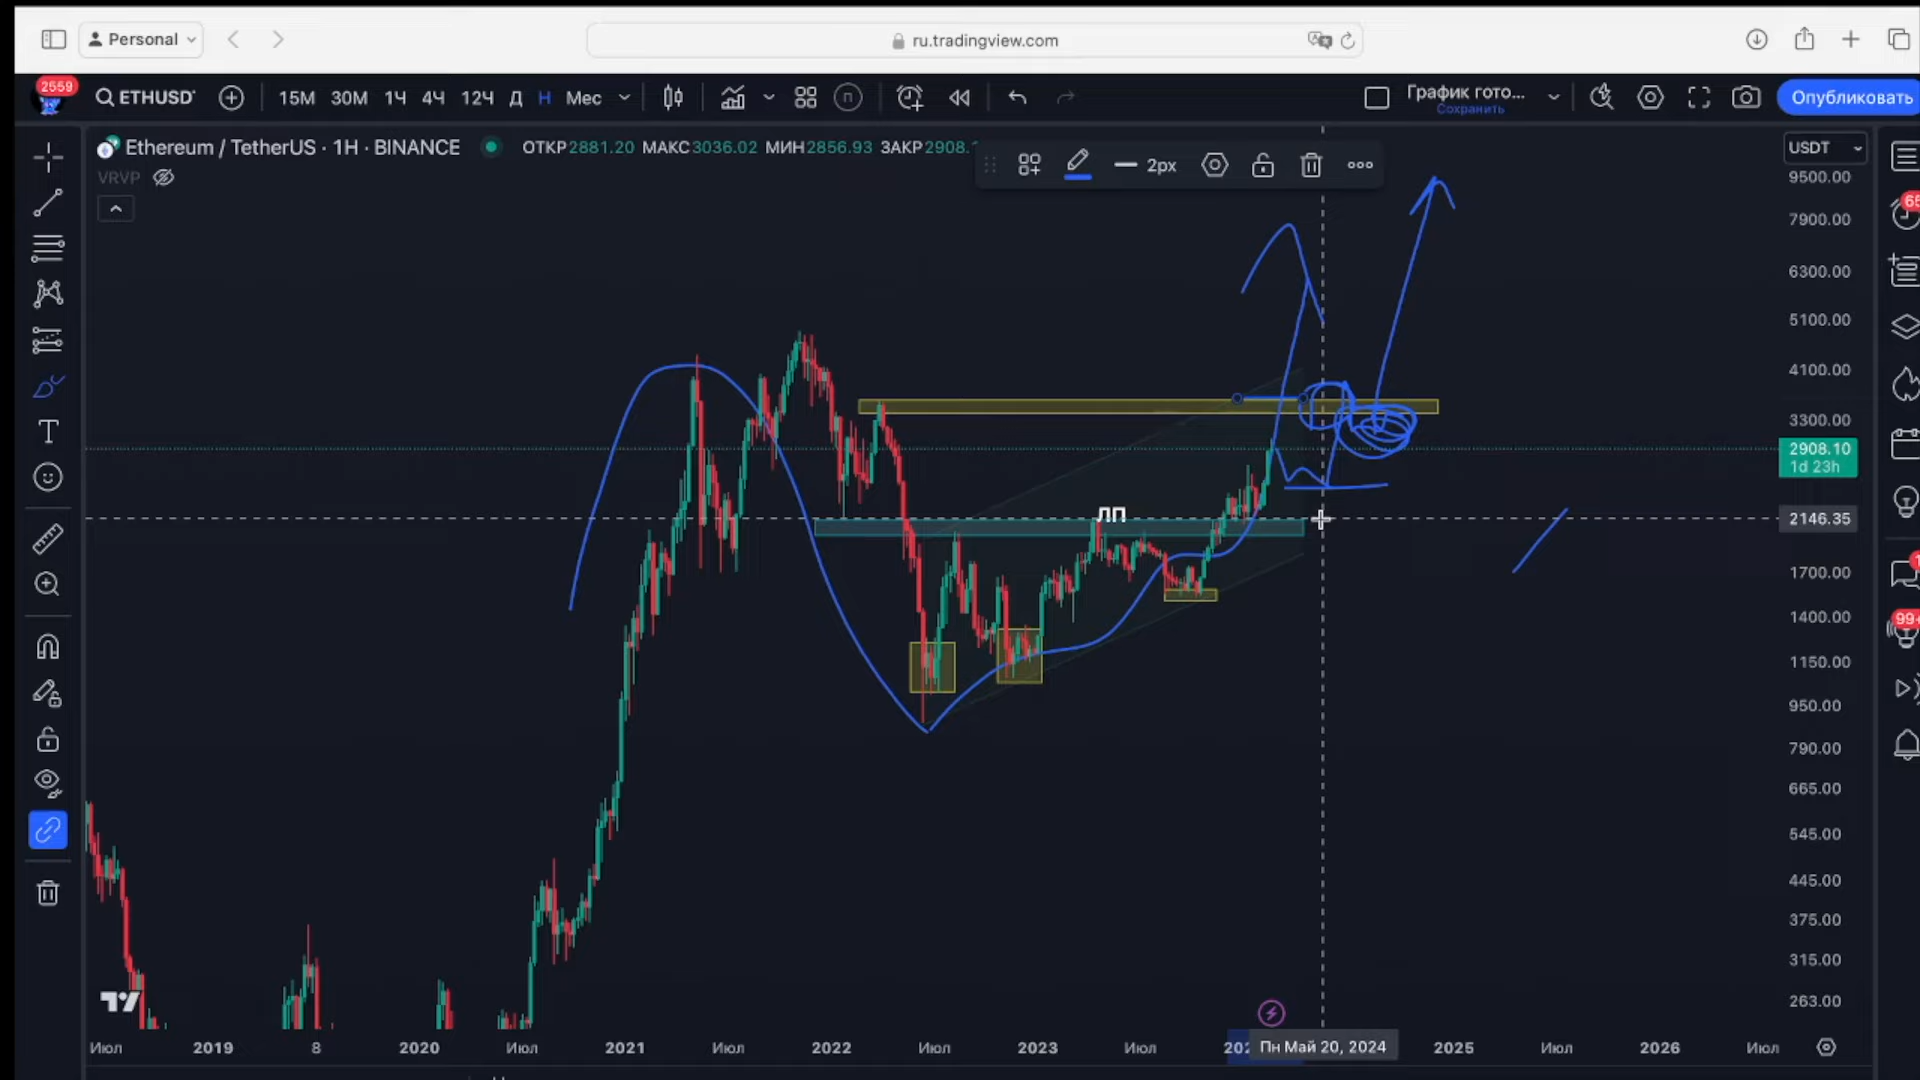 Personal
ru.tradingview.com
2559
ETHUSD
15М 30М 1Ч 4Ч 12Ч Д Н Мес
График гото...
Сохранить
Опубликовать
Ethereum / TetherUS · 1Н · BINANCE
ОТКР2881.20 МАКС3036.02 МИН2856.93 ЗАКР2908.
2px
USDT
VRVP
9500.00
7900.00
65
6300.00
5100.00
4100.00
3300.00
2908.10
1d 23h
ЛП
2146.35
1700.00
1400.00
99+
1150.00
950.00
790.00
665.00
545.00
445.00
375.00
315.00
263.00
Июл 2019 8 2020 Июл 2021 Июл 2022 Июл 2023 Июл Пн Май 20, 2024 2025 Июл 2026 Июл